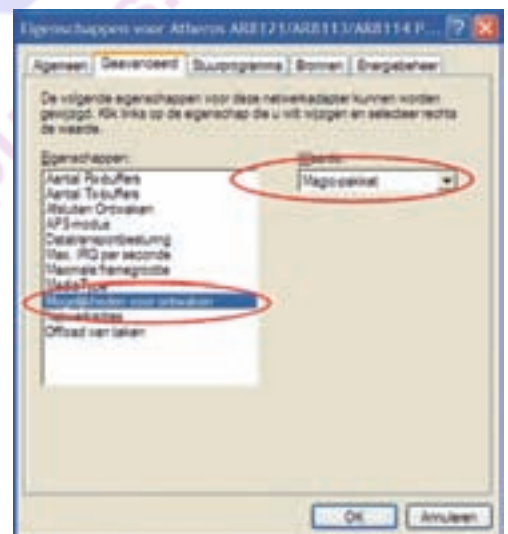 Eigenschappen voor Atheros AR8121/AR8113/AR8114 P...
Algemeen Geavanceerd Stuurprogramma Bronnen Energiebeheer
De volgende eigenschappen voor deze netwerkadapter kunnen worden
gewijzigd. Klik links op de eigenschap die u wilt wijzigen en selecteer rechts
de waarde.
Eigenschappen:
Waarde:
Aantal Rx-buffers
Magic-pakket
Aantal Tx-buffers
Afsluiten Ontwaken
APS-modus
Datatransportbesturing
Max. IRQ per seconde
Maximale framegrootte
MediaType
Mogelijkheden voor ontwaken
Netwerkadres
Offload van taken
OK Annuleren